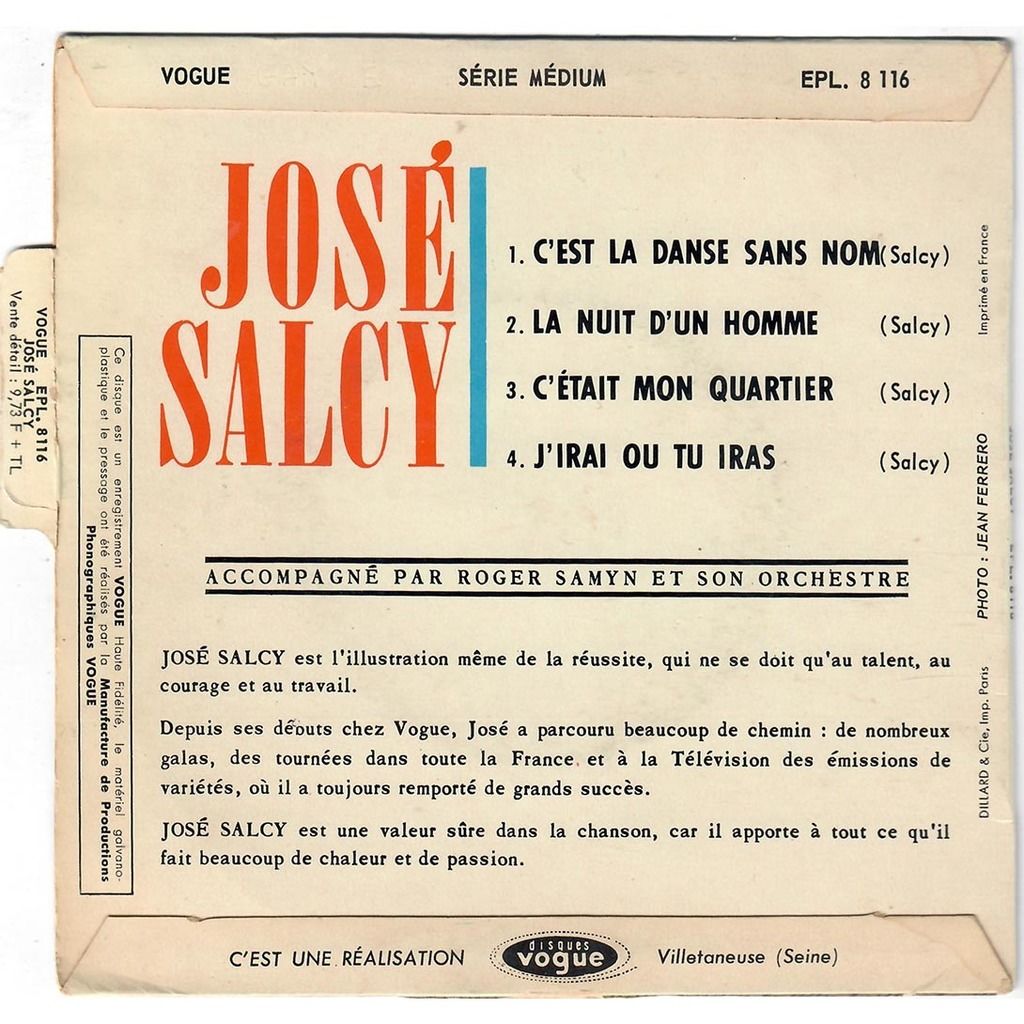 VOGUE SÉRIE MÉDIUM EPL. 8 116
JOSÉ
SALCY
1. C'EST LA DANSE SANS NOM (Salcy)
2. LA NUIT D'UN HOMME (Salcy)
3. C'ÉTAIT MON QUARTIER (Salcy)
4. J'IRAI OU TU IRAS (Salcy)
ACCOMPAGNÉ PAR ROGER SAMYN ET SON ORCHESTRE
JOSÉ SALCY est l'illustration même de la réussite, qui ne se doit qu'au talent, au
courage et au travail.
Depuis ses débuts chez Vogue, José a parcouru beaucoup de chemin : de nombreux
galas, des tournées dans toute la France et à la Télévision des émissions de
variétés, où il a toujours remporté de grands succès.
JOSÉ SALCY est une valeur sûre dans la chanson, car il apporte à tout ce qu'il
fait beaucoup de chaleur et de passion.
C'EST UNE RÉALISATION disques vogue Villetaneuse (Seine)
VOGUE EPL. 8116
JOSÉ SALCY
Vente détail : 9,73 F + TL
Ce disque est un enregistrement VOGUE Haute Fidélité, le matériel galvano-
plastique et le pressage ont été réalisés par la Manufacture de Productions
Phonographiques VOGUE
Imprimé en France
PHOTO : JEAN FERRERO
DILLARD & Cie, Imp. Paris